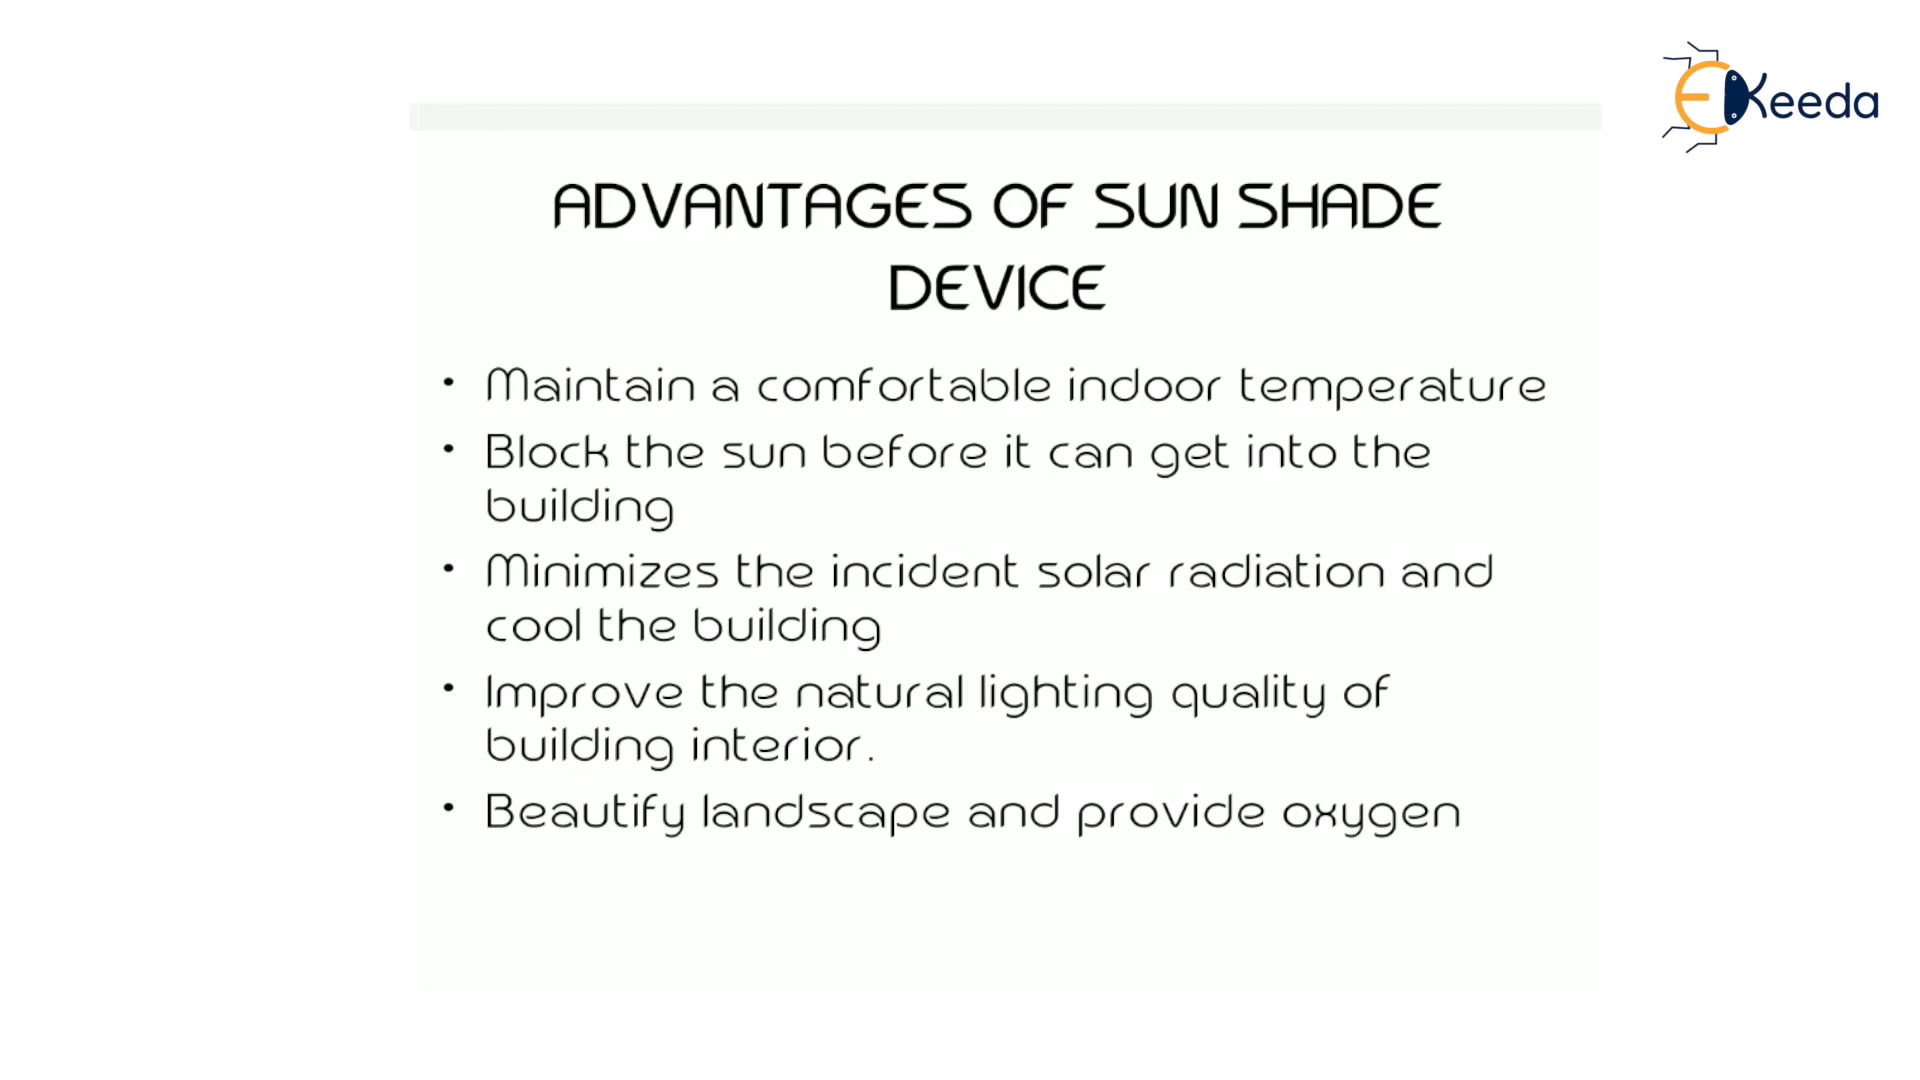 EKeeda
ADVANTAGES OF SUN SHADE
DEVICE
• Maintain a comfortable indoor temperature
• Block the sun before it can get into the
building
• Minimizes the incident solar radiation and
cool the building
• Improve the natural lighting quality of
building interior.
• Beautify landscape and provide oxygen